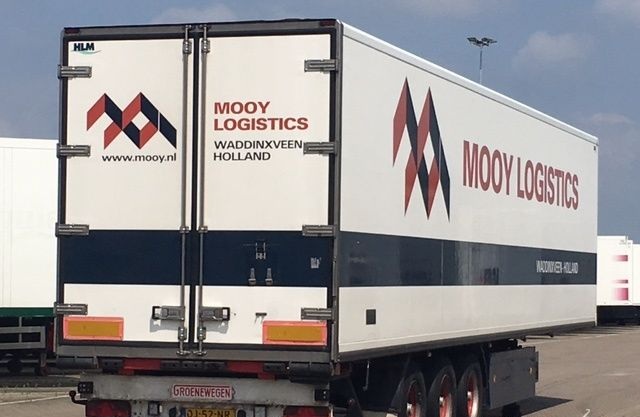 HLM
www.mooy.nl
MOOY
LOGISTICS
WADDINXVEEN
HOLLAND
MOOY LOGISTICS
WADDINXVEEN-HOLLAND
GROENEWEGEN